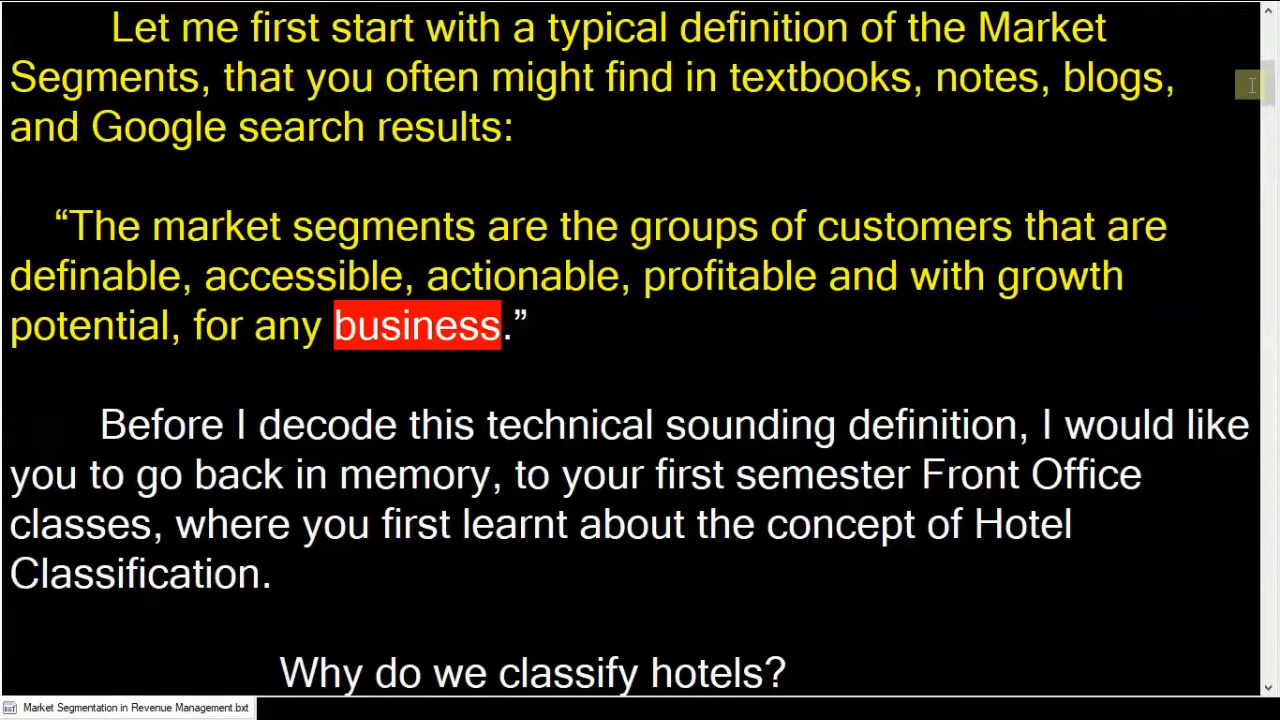 Let me first start with a typical definition of the Market
Segments, that you often might find in textbooks, notes, blogs,
and Google search results:
“The market segments are the groups of customers that are
definable, accessible, actionable, profitable and with growth
potential, for any business.”
Before I decode this technical sounding definition, I would like
you to go back in memory, to your first semester Front Office
classes, where you first learnt about the concept of Hotel
Classification.
Why do we classify hotels?
Market Segmentation in Revenue Management.bxt